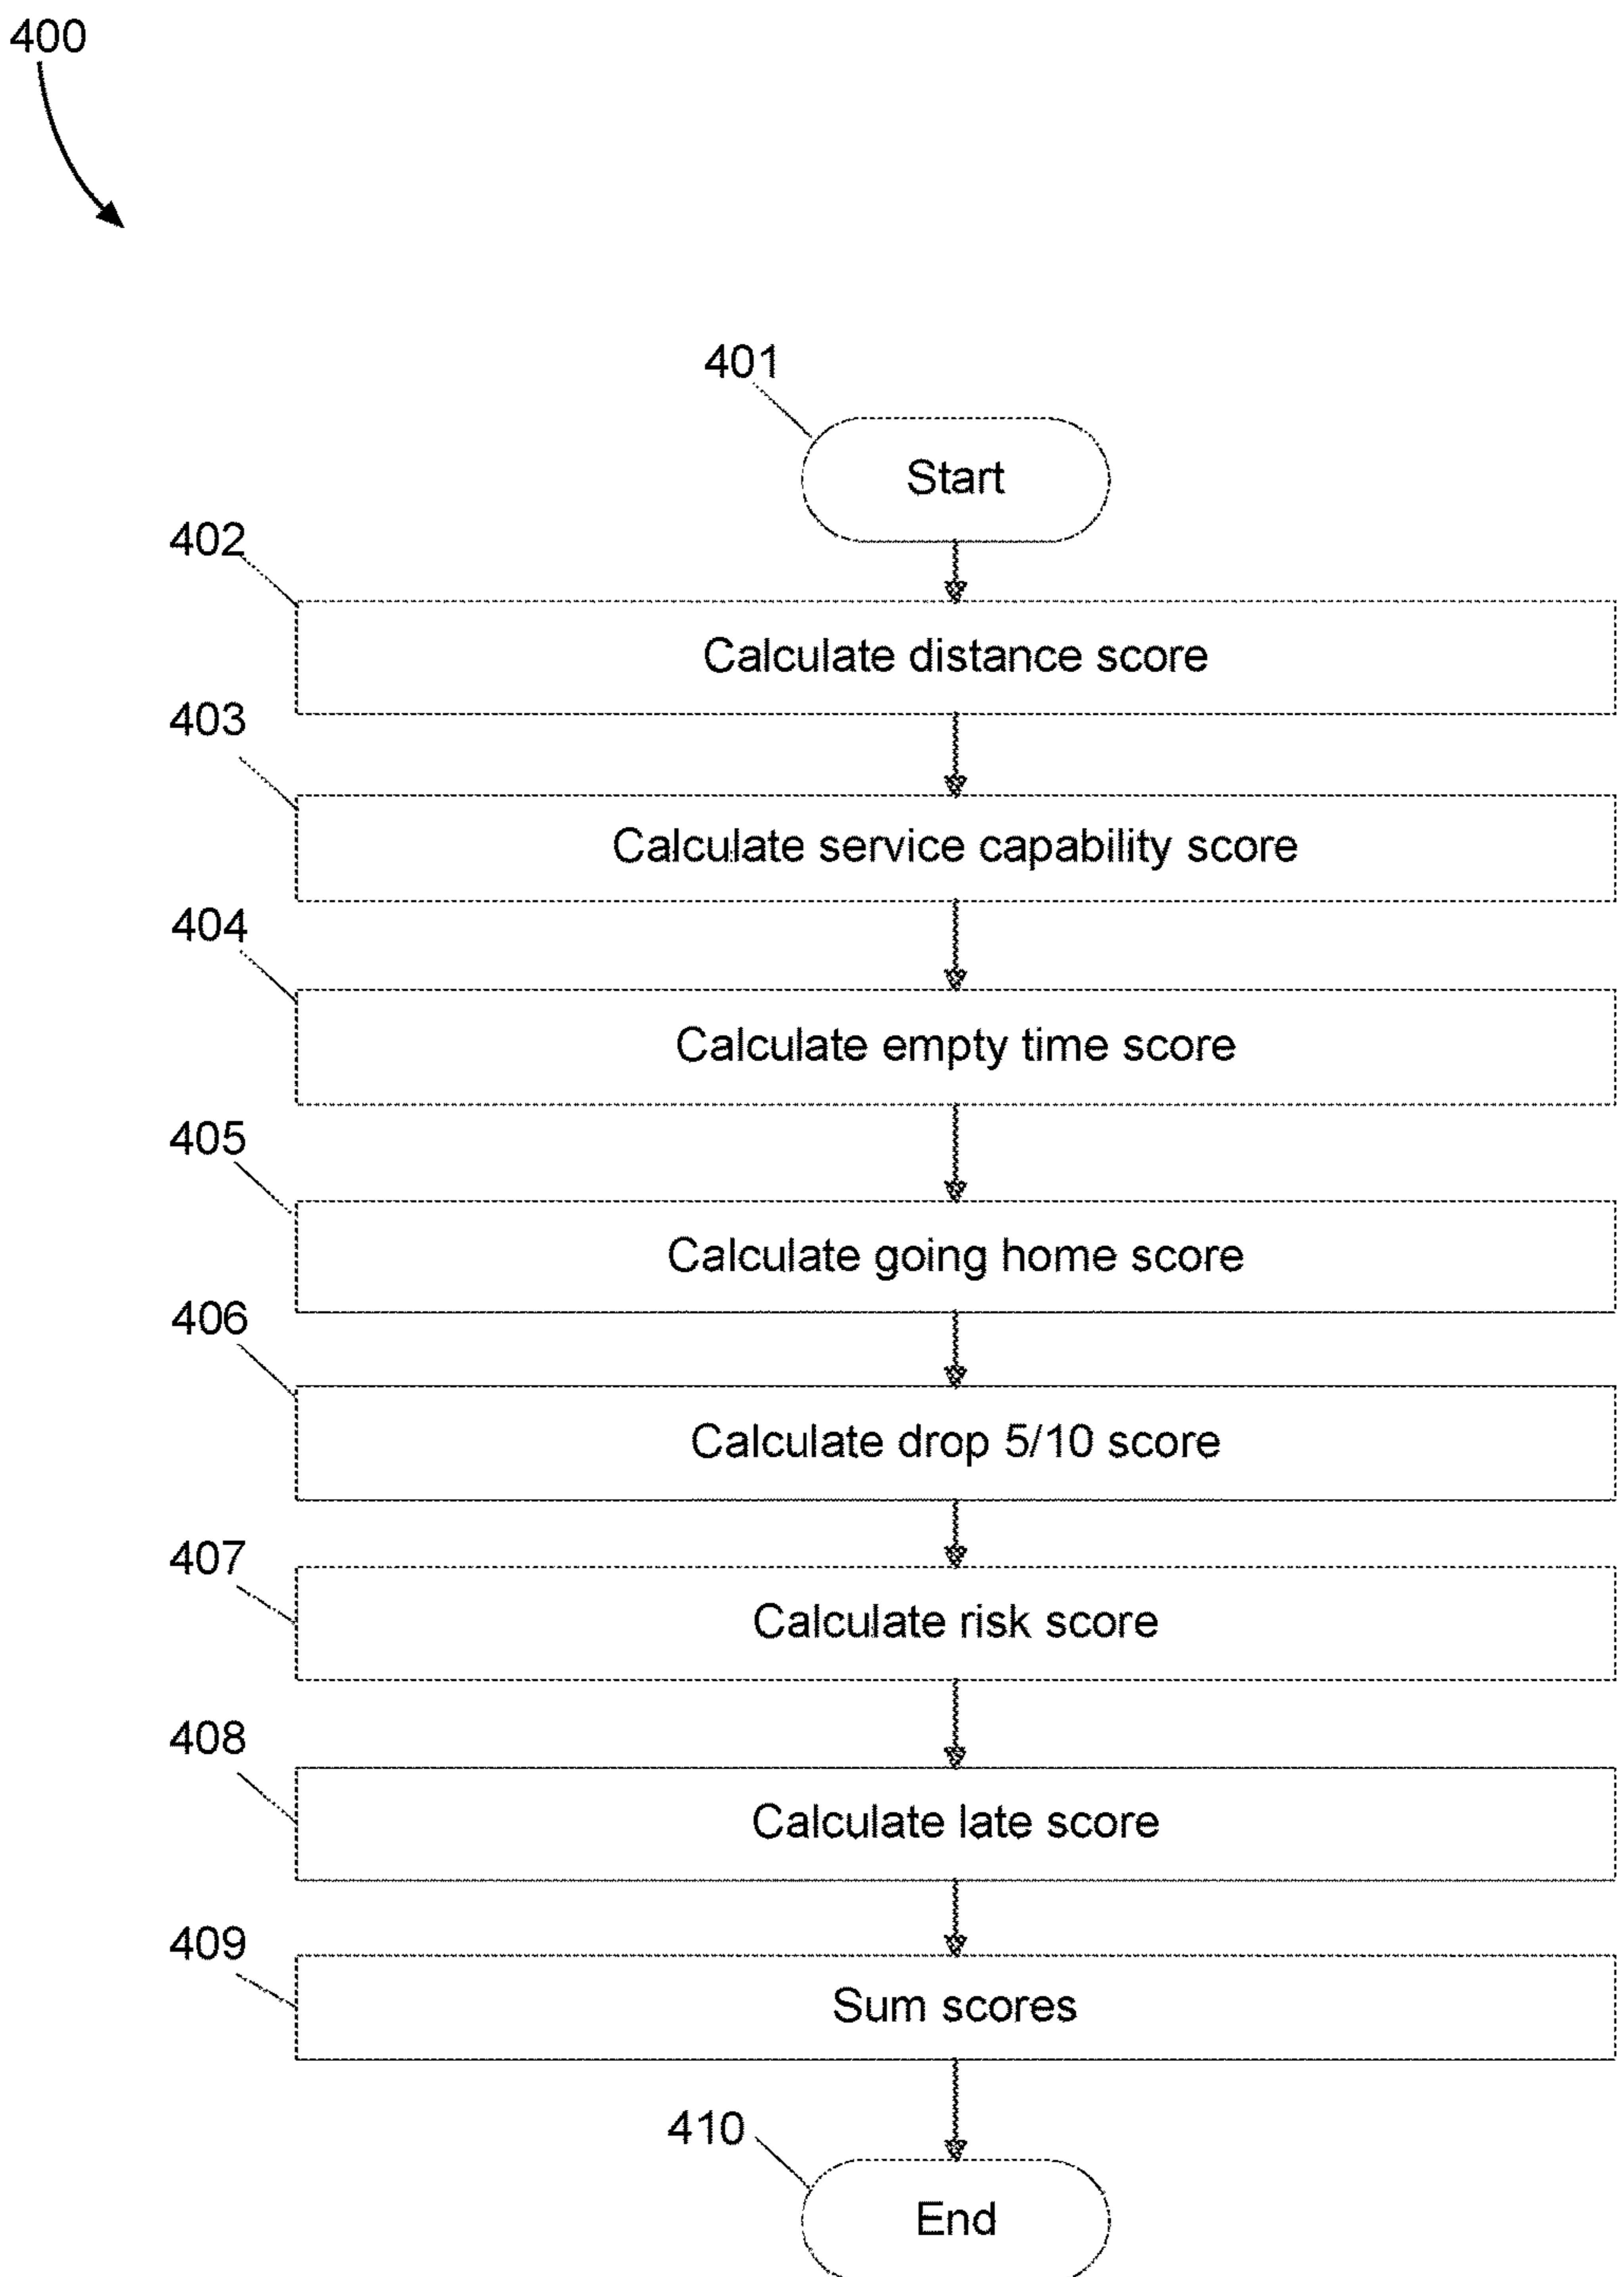 400
401
Start
402
Calculate distance score
403
Calculate service capability score
404
Calculate empty time score
405
Calculate going home score
406
Calculate drop 5/10 score
407
Calculate risk score
408
Calculate late score
409
Sum scores
410
End